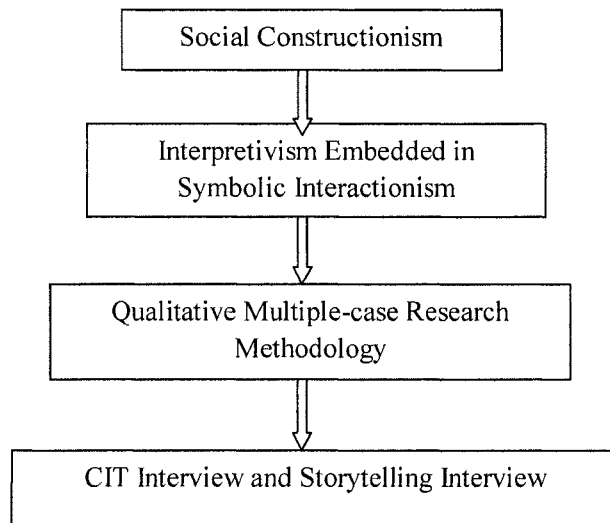 Social Constructionism
Interpretivism Embedded in
Symbolic Interactionism
Qualitative Multiple-case Research
Methodology
CIT Interview and Storytelling Interview